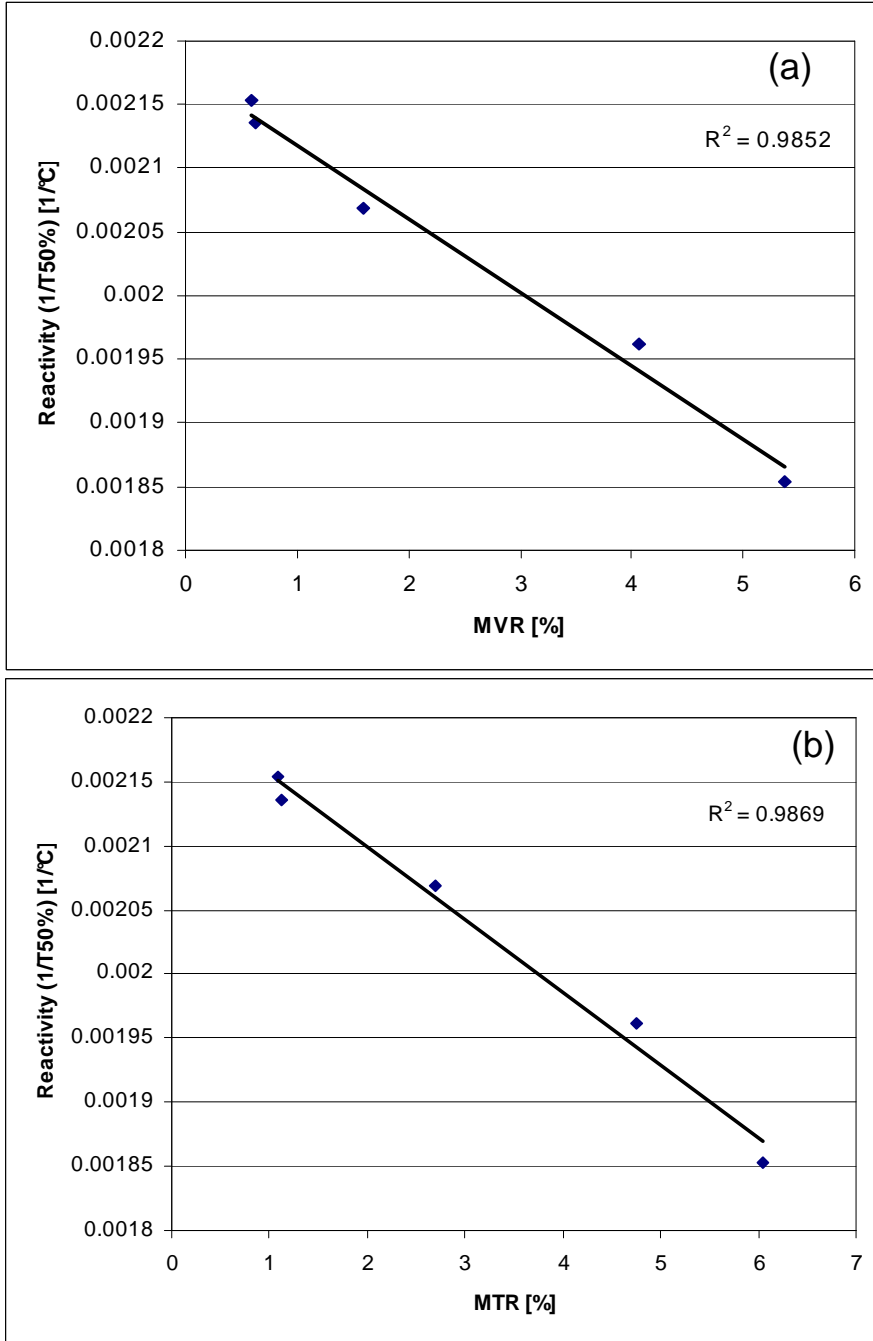 (a)
R² = 0.9852
0.0022
0.00215
0.0021
0.00205
0.002
0.00195
0.0019
0.00185
0.0018
Reactivity (1/T50%) [1/°C]
0 1 2 3 4 5 6
MVR [%]
(b)
R² = 0.9869
0.0022
0.00215
0.0021
0.00205
0.002
0.00195
0.0019
0.00185
0.0018
Reactivity (1/T50%) [1/°C]
0 1 2 3 4 5 6 7
MTR [%]